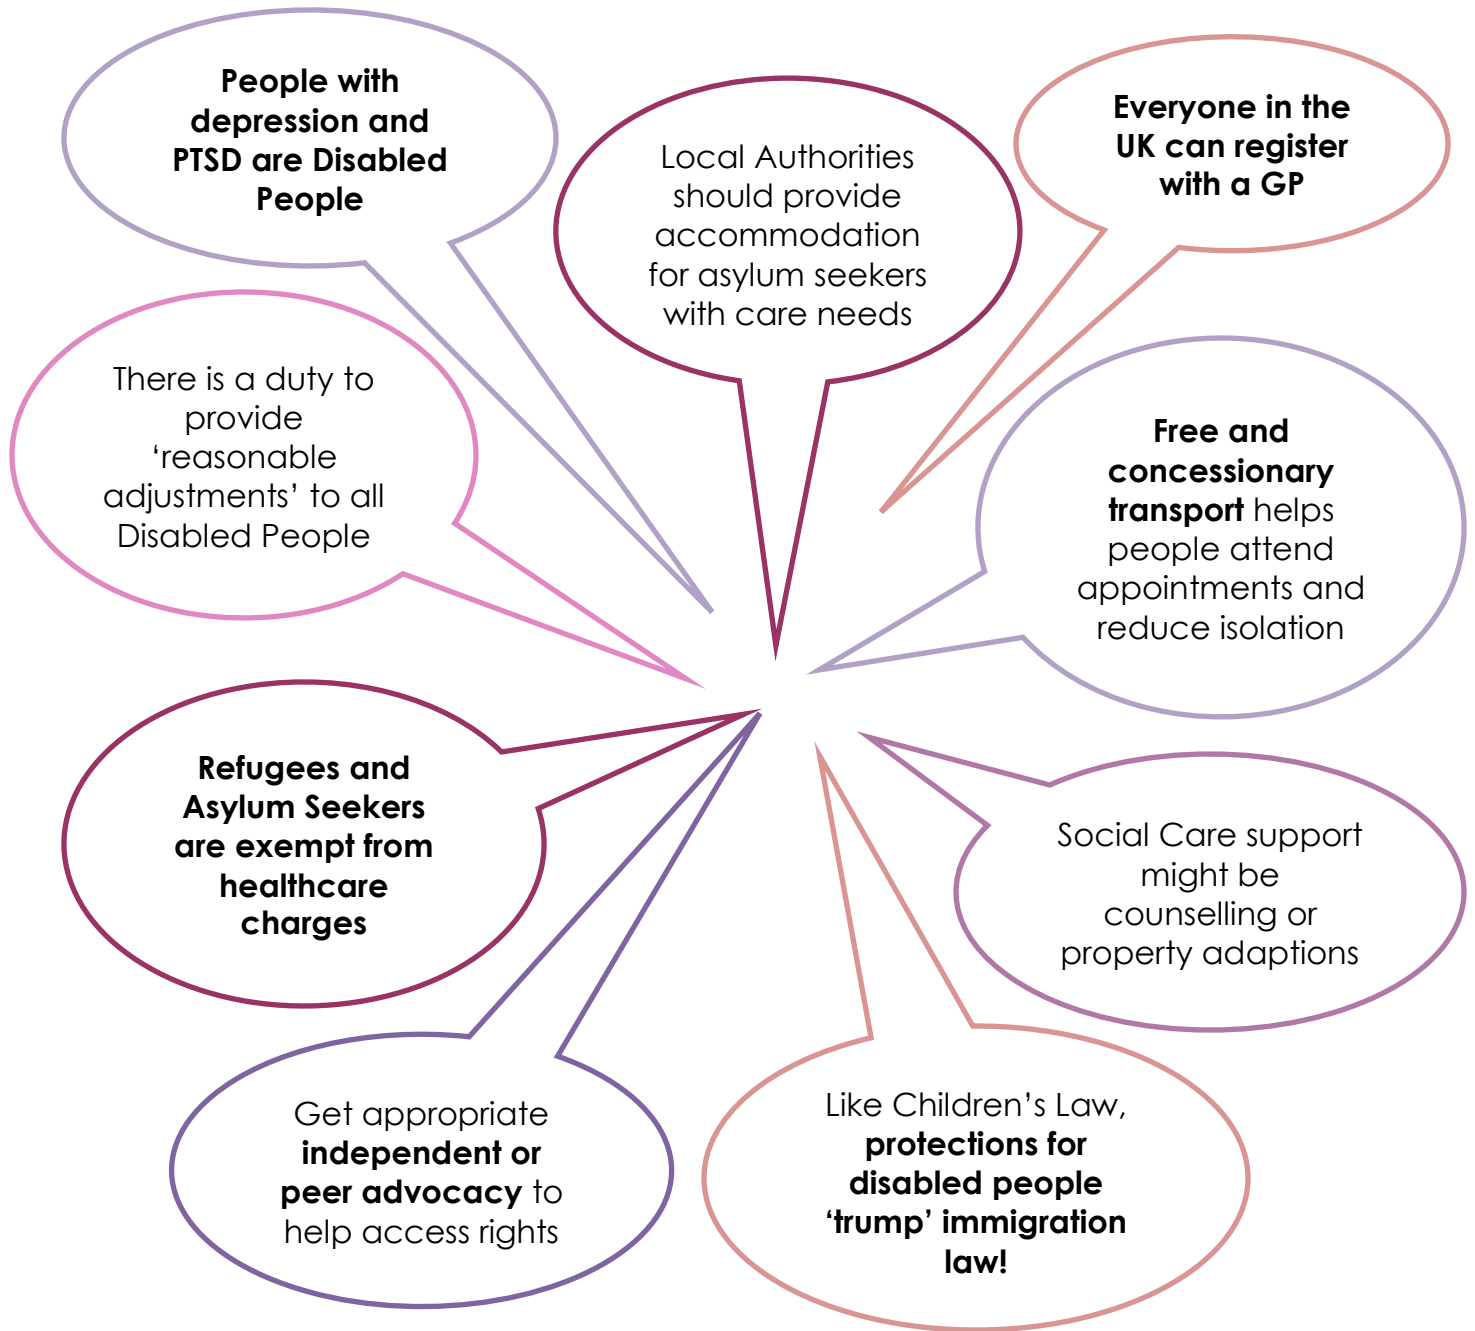 People with
depression and
PTSD are Disabled
People
Local Authorities
should provide
accommodation
for asylum seekers
with care needs
Everyone in the
UK can register
with a GP
There is a duty to
provide
‘reasonable
adjustments’ to all
Disabled People
Free and
concessionary
transport helps
people attend
appointments and
reduce isolation
Refugees and
Asylum Seekers
are exempt from
healthcare
charges
Social Care support
might be
counselling or
property adaptions
Get appropriate
independent or
peer advocacy to
help access rights
Like Children’s Law,
protections for
disabled people
‘trump’ immigration
law!